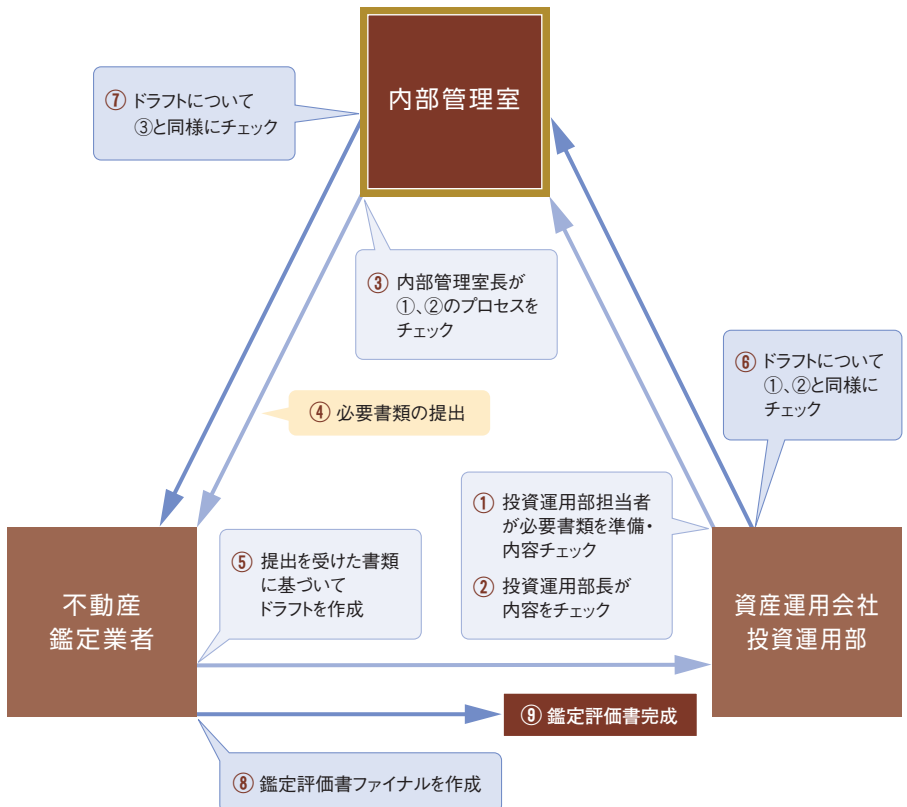 内部管理室
⑦ ドラフトについて
③と同様にチェック
③ 内部管理室長が
①、②のプロセスを
チェック
⑥ ドラフトについて
①、②と同様に
チェック
④ 必要書類の提出
① 投資運用部担当者
が必要書類を準備・
内容チェック
② 投資運用部長が
内容をチェック
⑤ 提出を受けた書類
に基づいて
ドラフトを作成
不動産
鑑定業者
資産運用会社
投資運用部
⑨ 鑑定評価書完成
⑧ 鑑定評価書ファイナルを作成